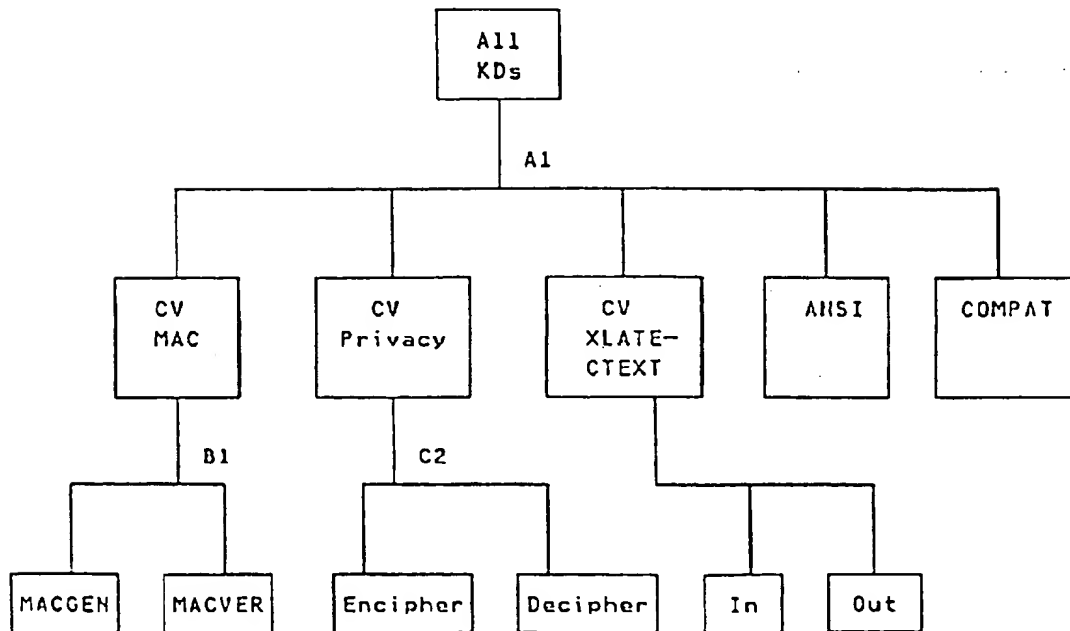 All
KDs
A1
CV
MAC
CV
Privacy
CV
XLATE-
CTEXT
ANSI
COMPAT
B1
C2
MACGEN
MACVER
Encipher
Decipher
In
Out